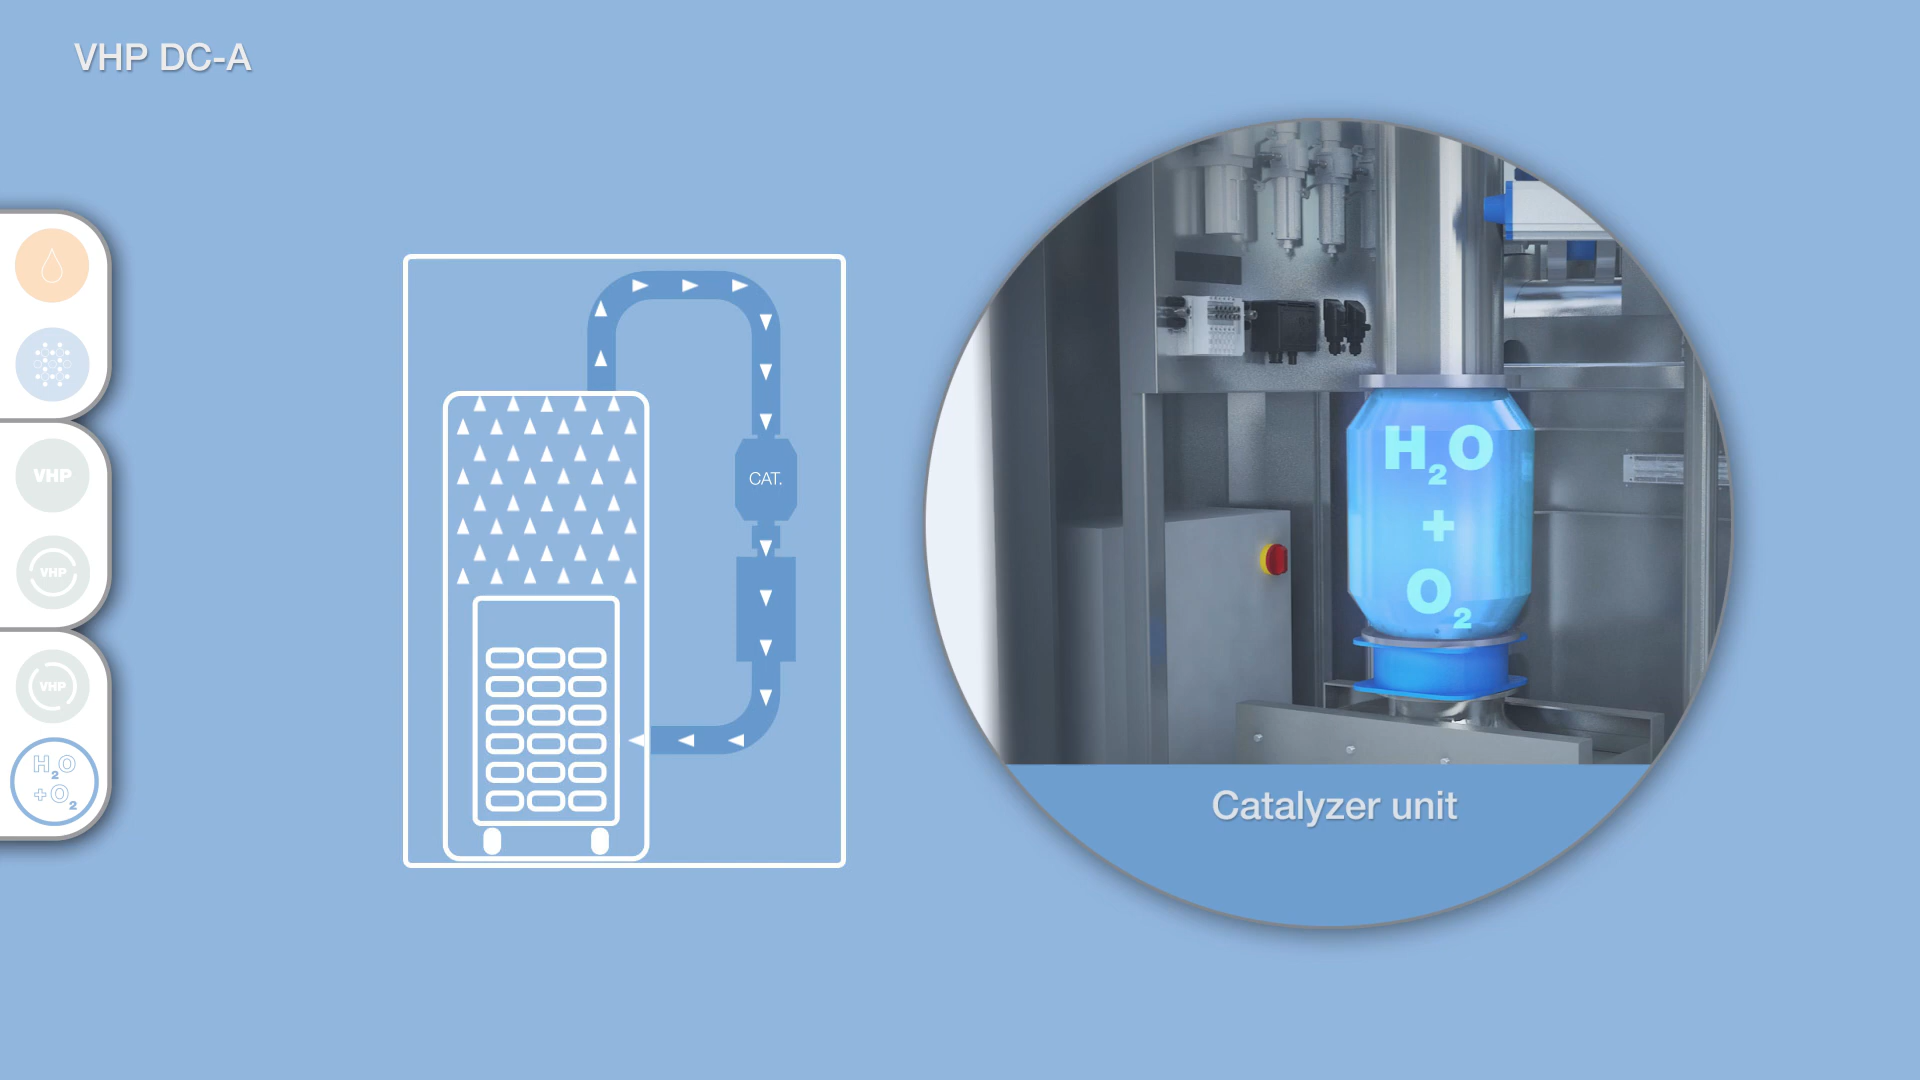 VHP DC-A
VHP
VHP
VHP
H2O
+O2
CAT.
H2O
+
O2
Catalyzer unit